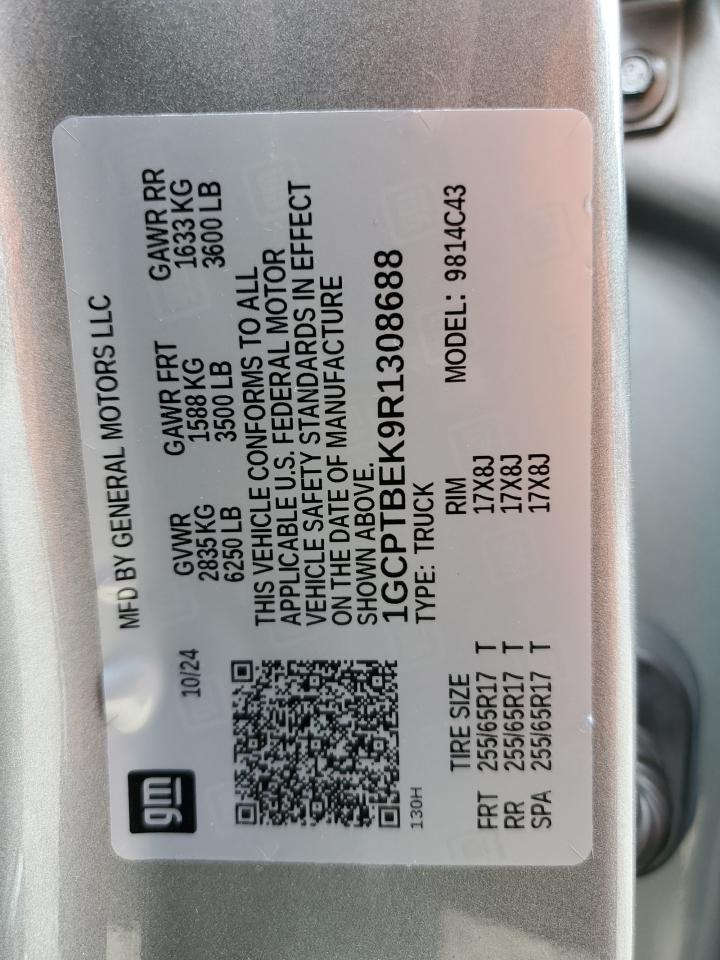 gm
MFD BY GENERAL MOTORS LLC
10/24
GVWR GAWR FRT GAWR RR
2835 KG 1588 KG 1633 KG
6250 LB 3500 LB 3600 LB
THIS VEHICLE CONFORMS TO ALL
APPLICABLE U.S. FEDERAL MOTOR
VEHICLE SAFETY STANDARDS IN EFFECT
ON THE DATE OF MANUFACTURE
SHOWN ABOVE.
1GCPTBEK9R1308688
TYPE: TRUCK
130H
TIRE SIZE RIM MODEL: 9814C43
FRT 255/65R17 T 17X8J
RR 255/65R17 T 17X8J
SPA 255/65R17 T 17X8J